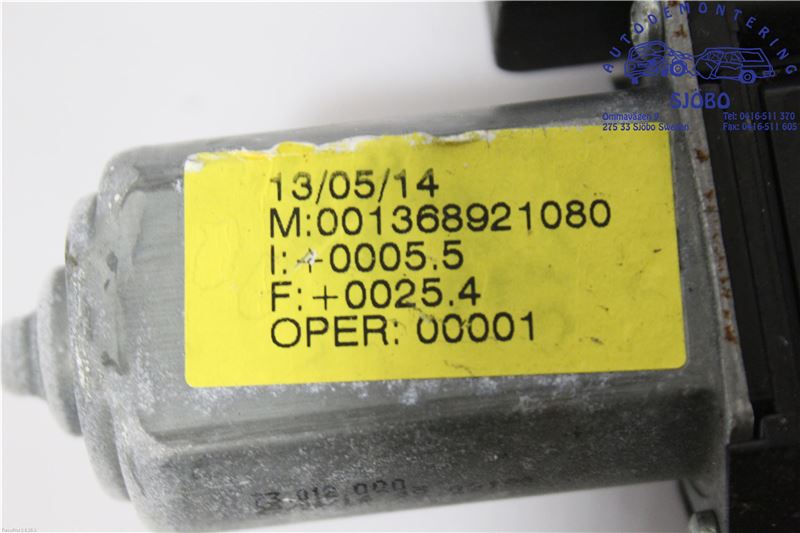 AUTODEMONTERING
SJÖBO
Ommavägen 9
275 33 Sjöbo Sweden
Tel: 0416-511 370
Fax: 0416-511 605
13/05/14
M:001368921080
I:+0005.5
F:+0025.4
OPER: 00001